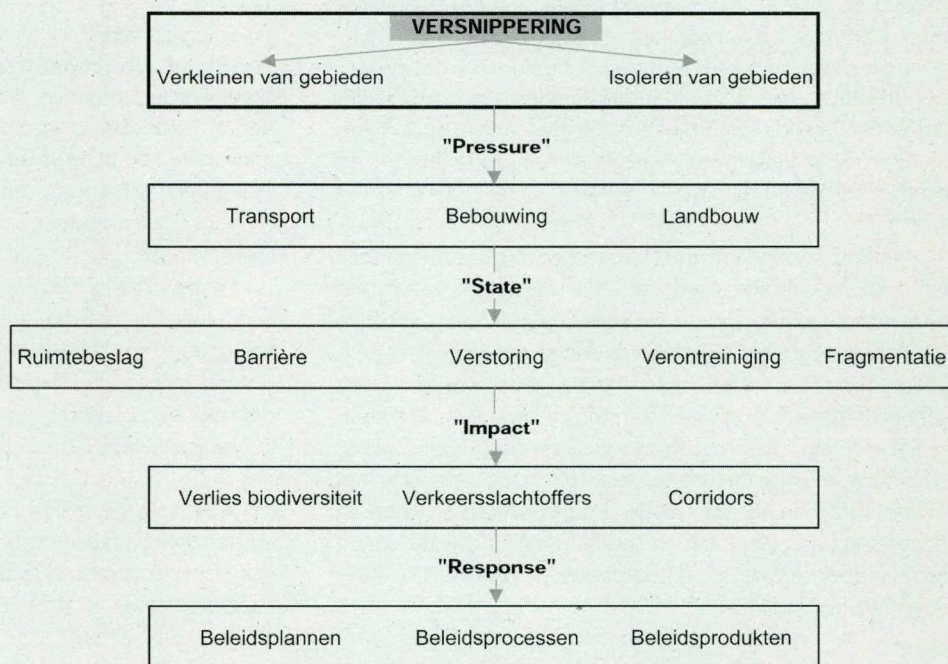 VERSNIPPERING
Verkleinen van gebieden Isoleren van gebieden
"Pressure"
Transport Bebouwing Landbouw
"State"
Ruimtebeslag Barrière Verstoring Verontreiniging Fragmentatie
"Impact"
Verlies biodiversiteit Verkeersslachtoffers Corridors
"Response"
Beleidsplannen Beleidsprocessen Beleidsprodukten